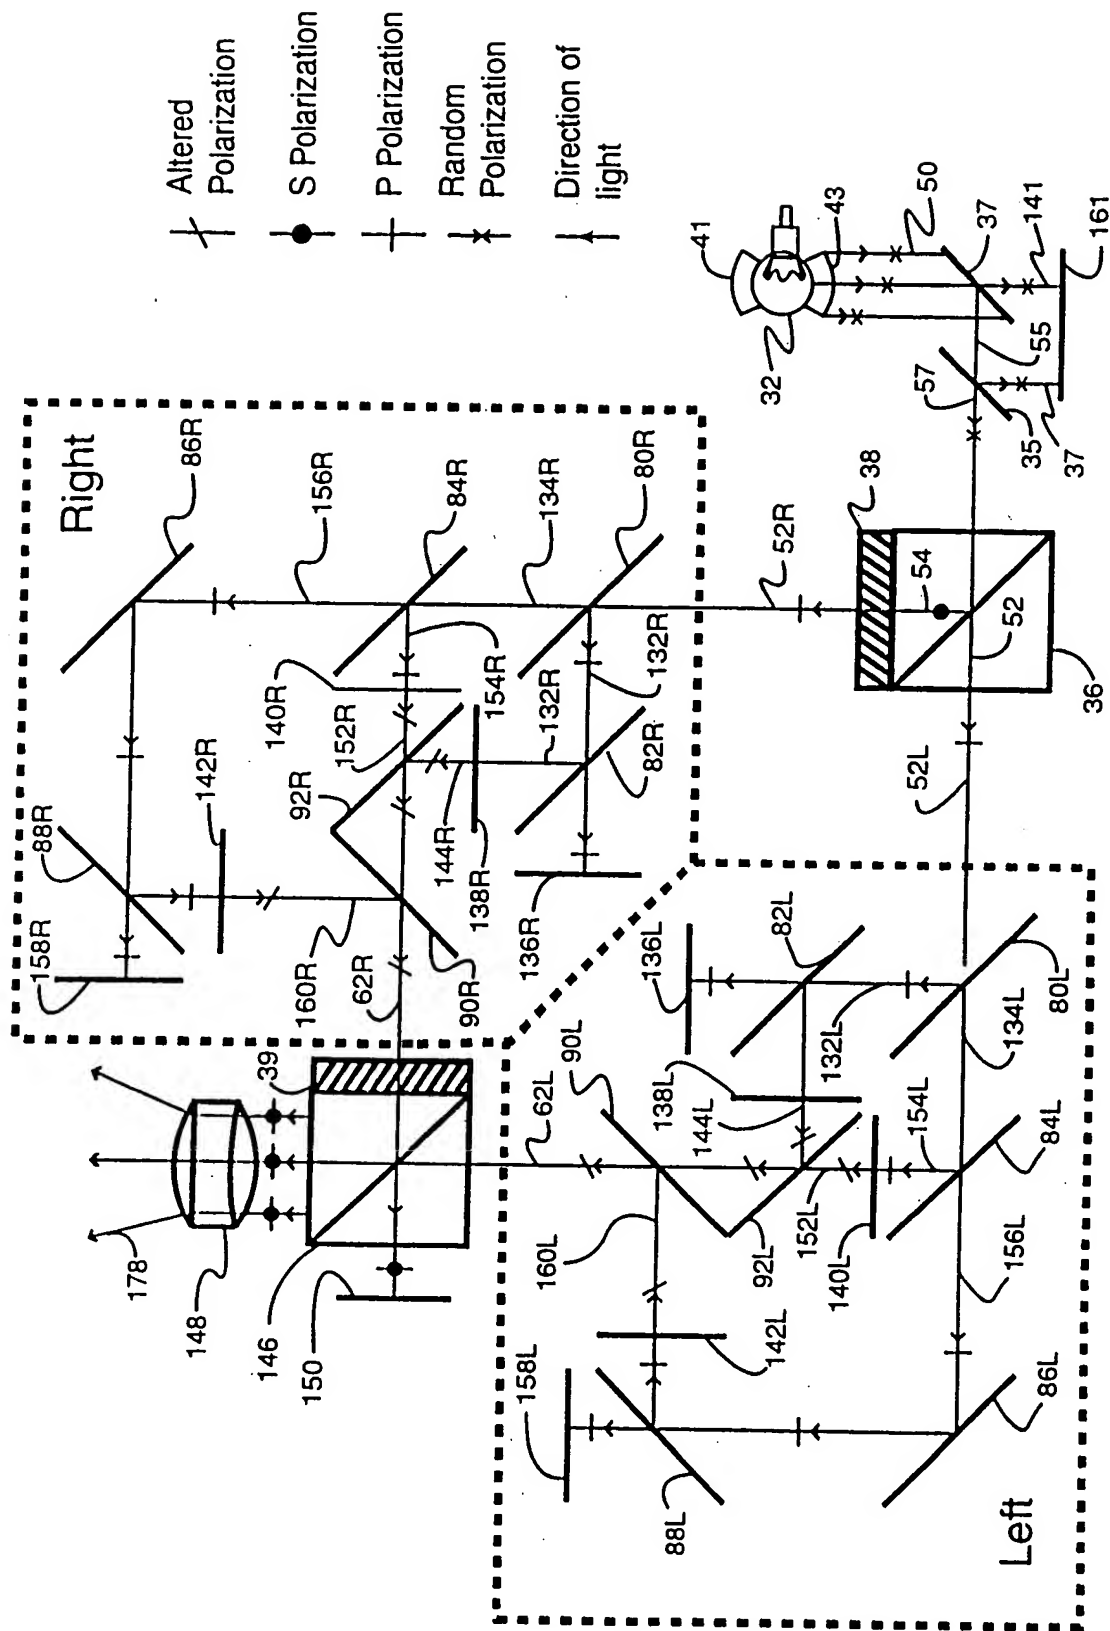 Altered
Polarization
S Polarization
P Polarization
Random
Polarization
Direction of
light
Right
86R
156R
84R
134R
80R
52R
88R
142R
140R
152R
154R
132R
132R
82R
92R
144R
138R
136R
158R
160R
62R
90R
41
43
50
37
141
161
32
55
57
35
37
38
54
52
36
52L
39
178
148
146
150
62L
90L
136L
82L
138L
144L
132L
80L
134L
154L
84L
152L
140L
92L
160L
142L
158L
156L
86L
88L
Left